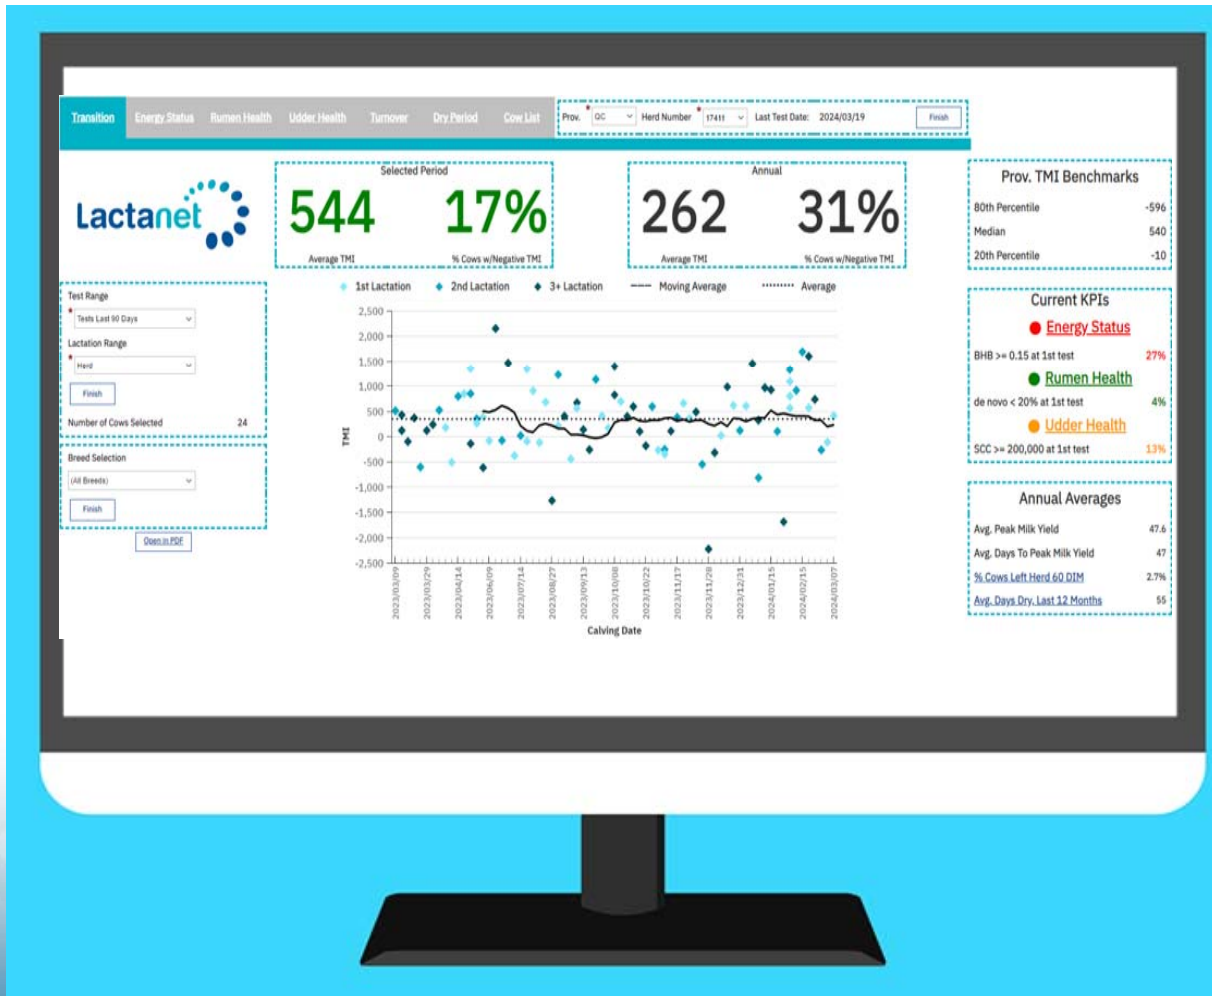 Transition Energy Status Rumen Health Udder Health Turnover Dry Period Cow List Prov. * QC Herd Number * 17411 Last Test Date: 2024/03/19 Finish
Lactanet
Selected Period
544 17%
Average TMI % Cows w/Negative TMI
Annual
262 31%
Average TMI % Cows w/Negative TMI
Prov. TMI Benchmarks
80th Percentile -596
Median 540
20th Percentile -10
Test Range
* Tests Last 90 Days
Lactation Range
* Herd
Finish
Number of Cows Selected 24
Breed Selection
(All Breeds)
Finish
Open in PDF
1st Lactation 2nd Lactation 3+ Lactation Moving Average Average
TMI
2,500
2,000
1,500
1,000
500
0
-500
-1,000
-1,500
-2,000
-2,500
2023/03/09
2023/03/29
2023/04/14
2023/06/09
2023/07/14
2023/08/27
2023/09/13
2023/10/08
2023/10/22
2023/11/17
2023/11/28
2023/12/31
2024/01/15
2024/02/15
2024/03/07
Calving Date
Current KPIs
Energy Status
BHB >= 0.15 at 1st test 27%
Rumen Health
de novo < 20% at 1st test 4%
Udder Health
SCC >= 200,000 at 1st test 13%
Annual Averages
Avg. Peak Milk Yield 47.6
Avg. Days To Peak Milk Yield 47
% Cows Left Herd 60 DIM 2.7%
Avg. Days Dry, Last 12 Months 55